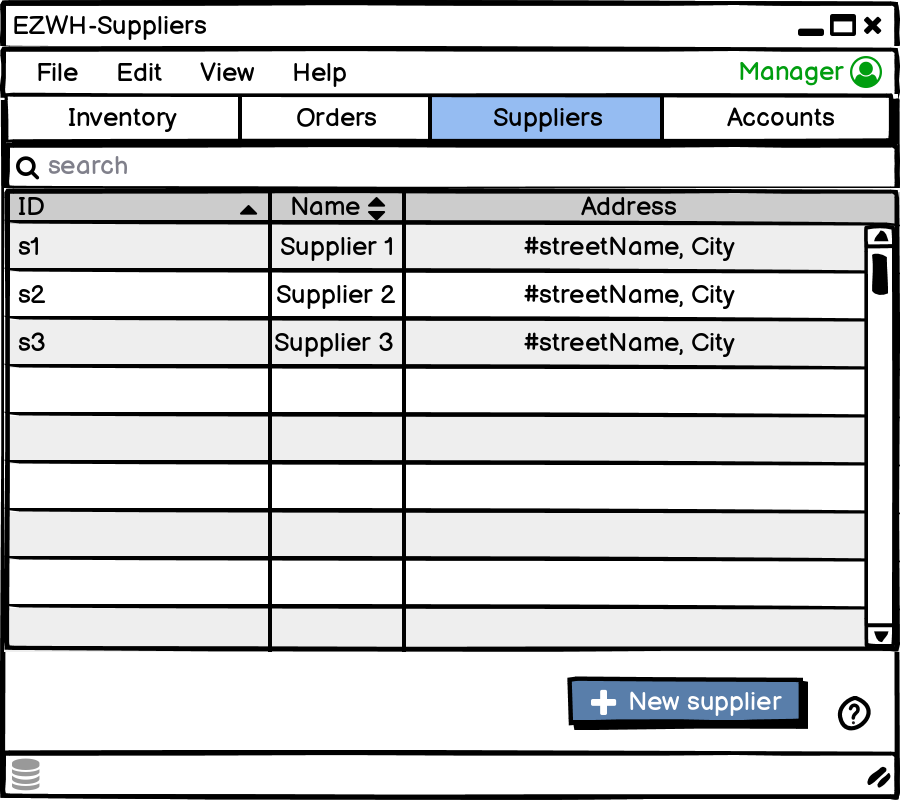 EZWH-Suppliers
File Edit View Help Manager
Inventory Orders Suppliers Accounts
search
ID Name Address
s1 Supplier 1 #streetName, City
s2 Supplier 2 #streetName, City
s3 Supplier 3 #streetName, City
New supplier ?